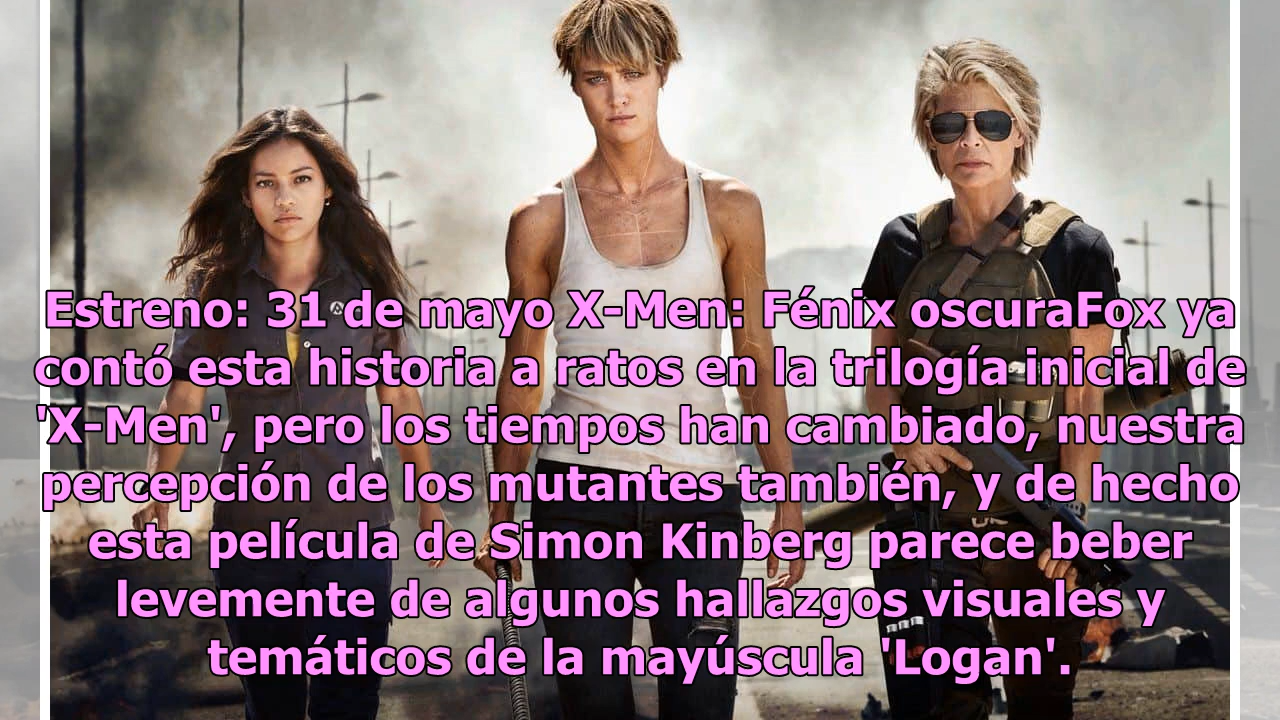 Estreno: 31 de mayo X-Men: Fénix oscuraFox ya
contó esta historia a ratos en la trilogía inicial de
'X-Men', pero los tiempos han cambiado, nuestra
percepción de los mutantes también, y de hecho
esta película de Simon Kinberg parece beber
levemente de algunos hallazgos visuales y
temáticos de la mayúscula 'Logan'.